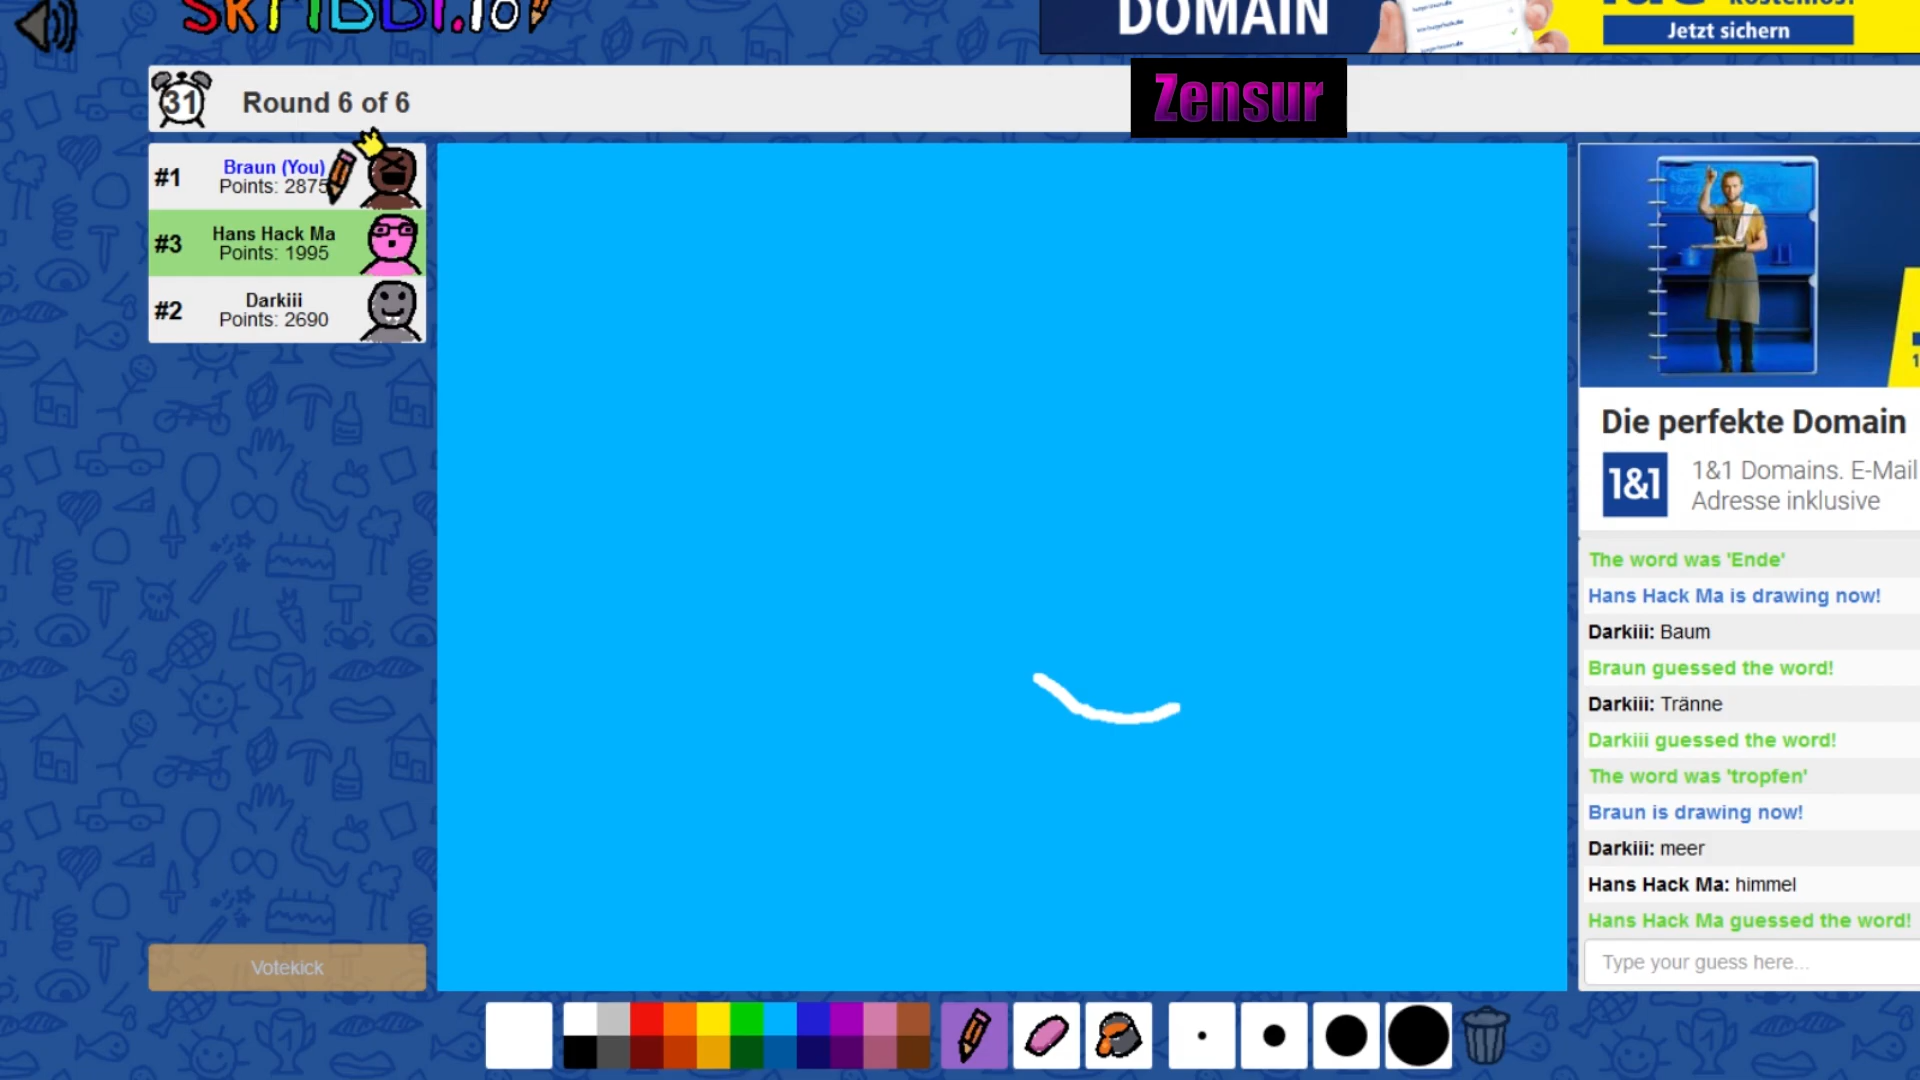 skribbl.io
DOMAIN
kostenlos!
Jetzt sichern
31
Round 6 of 6
Zensur
#1
Braun (You)
Points: 2875
#3
Hans Hack Ma
Points: 1995
#2
Darkiii
Points: 2690
Die perfekte Domain
1&1
1&1 Domains. E-Mail
Adresse inklusive
The word was 'Ende'
Hans Hack Ma is drawing now!
Darkiii: Baum
Braun guessed the word!
Darkiii: Tränne
Darkiii guessed the word!
The word was 'tropfen'
Braun is drawing now!
Darkiii: meer
Hans Hack Ma: himmel
Hans Hack Ma guessed the word!
Type your guess here...
Votekick